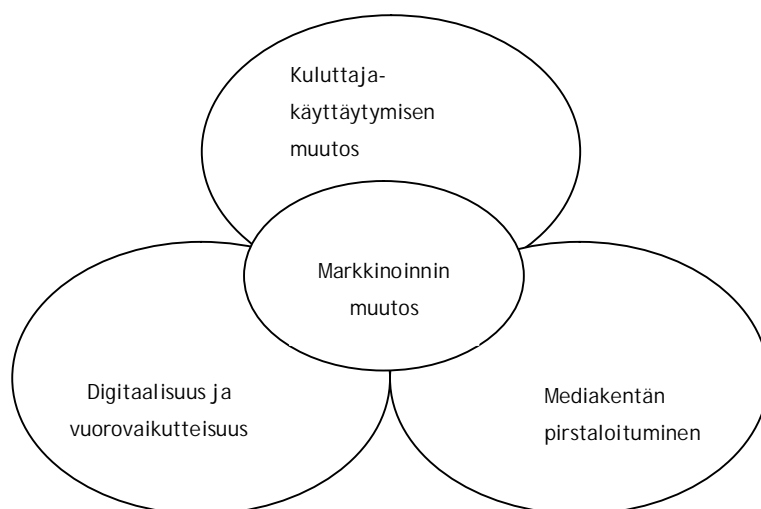 Kuluttaja-
käyttäytymisen
muutos
Markkinoinnin
muutos
Digitaalisuus ja
vuorovaikutteisuus
Mediakentän
pirstaloituminen